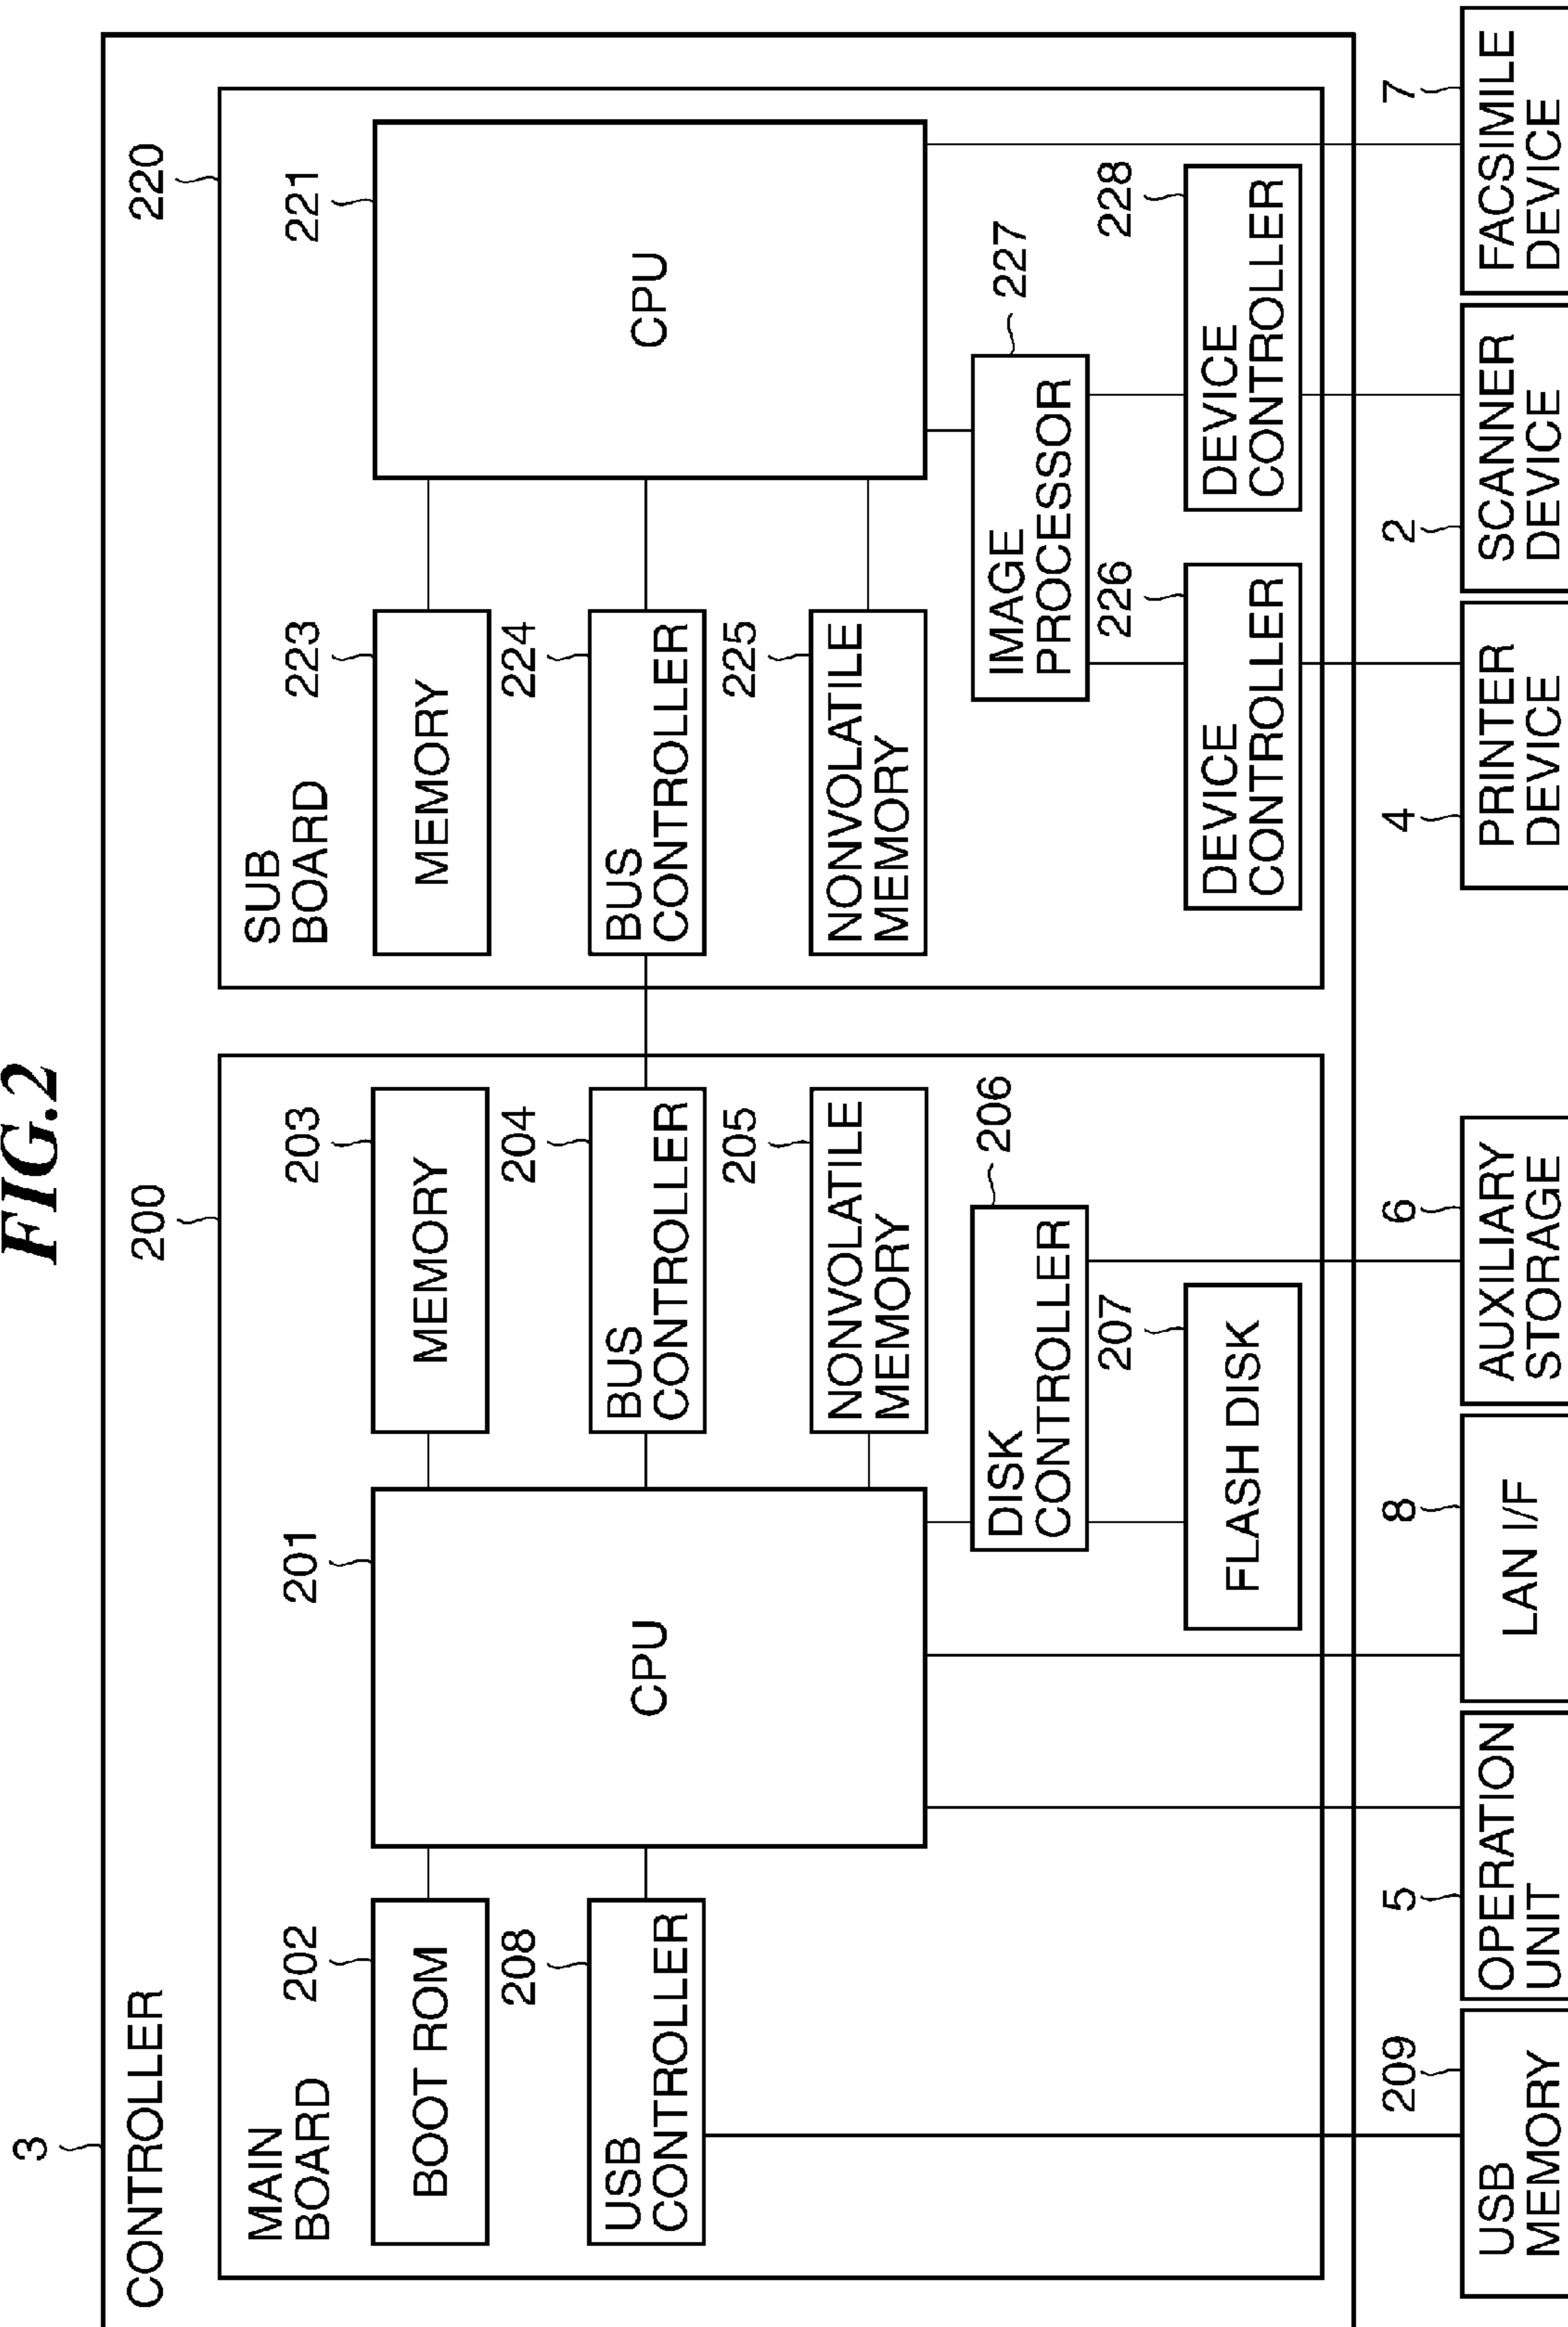 FIG.2
3
CONTROLLER
200
MAIN
BOARD
202
BOOT ROM
208
USB
CONTROLLER
201
CPU
203
MEMORY
204
BUS
CONTROLLER
205
NONVOLATILE
MEMORY
206
DISK
CONTROLLER
207
FLASH DISK
220
SUB
BOARD
223
MEMORY
224
BUS
CONTROLLER
225
NONVOLATILE
MEMORY
221
CPU
227
IMAGE
PROCESSOR
226
DEVICE
CONTROLLER
228
DEVICE
CONTROLLER
209
USB
MEMORY
5
OPERATION
UNIT
8
LAN I/F
6
AUXILIARY
STORAGE
4
PRINTER
DEVICE
2
SCANNER
DEVICE
7
FACSIMILE
DEVICE